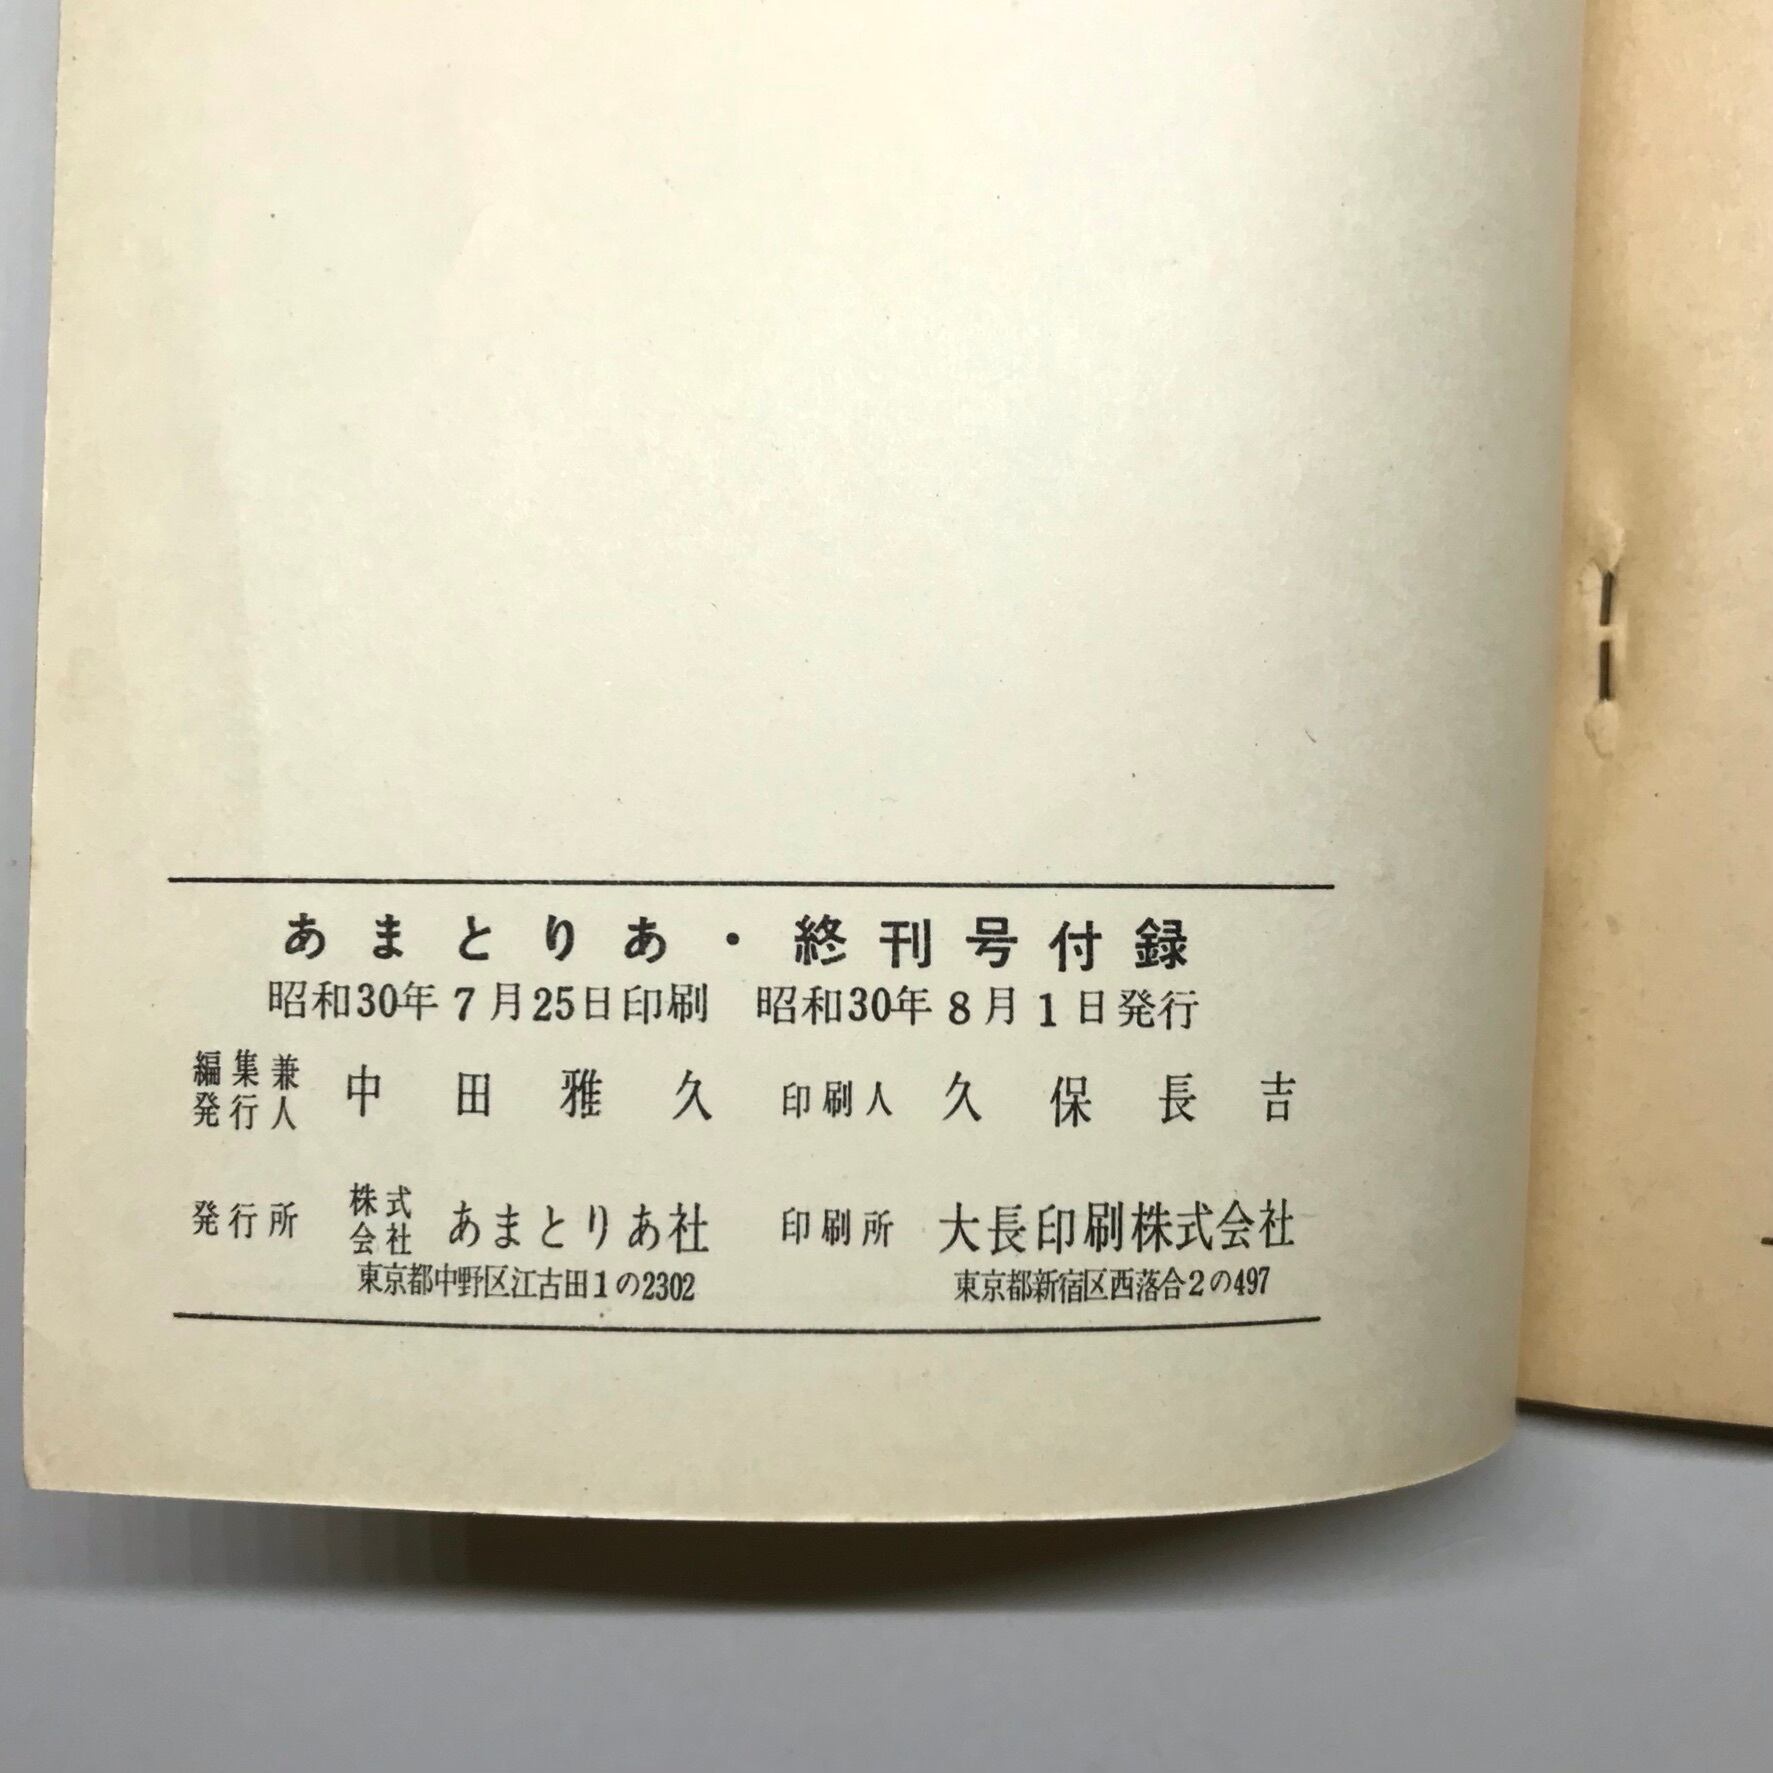 あまとりあ・終刊号付録
昭和30年7月25日印刷　昭和30年8月1日発行
編集兼発行人　中田雅久　印刷人　久保長吉
発行所　株式会社　あまとりあ社　印刷所　大長印刷株式会社
東京都中野区江古田1の2302　東京都新宿区西落合2の497